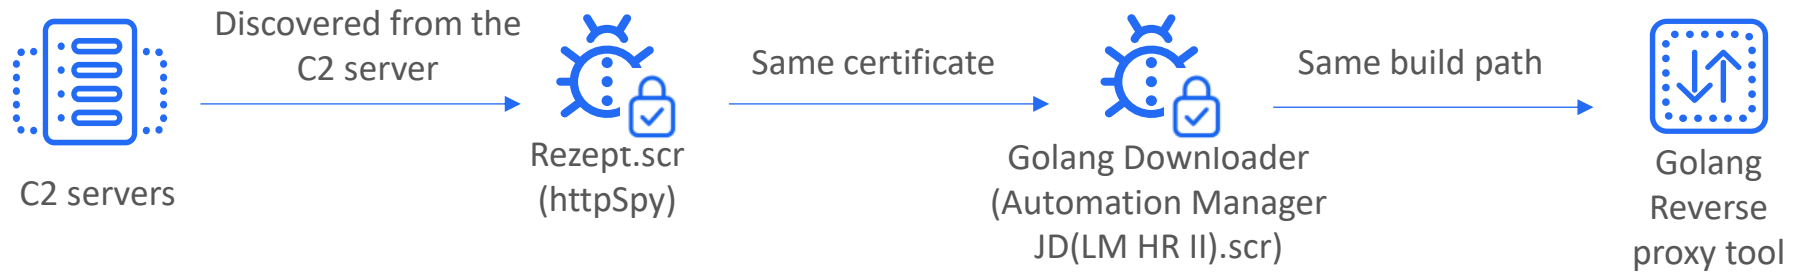 C2 servers
Discovered from the
C2 server
Rezept.scr
(httpSpy)
Same certificate
Golang Downloader
(Automation Manager
JD(LM HR II).scr)
Same build path
Golang
Reverse
proxy tool